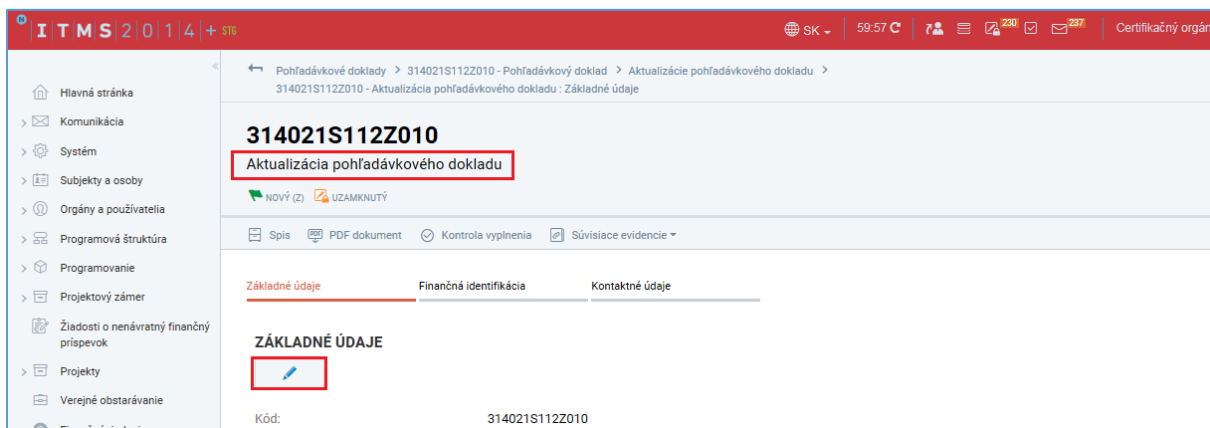 N ITMS2014+ STG SK 59:57 230 237 Certifikačný orgán
Pohľadávkové doklady > 314021S112Z010 - Pohľadávkový doklad > Aktualizácie pohľadávkového dokladu >
314021S112Z010 - Aktualizácia pohľadávkového dokladu : Základné údaje
Hlavná stránka
Komunikácia
Systém
Subjekty a osoby
Orgány a používatelia
Programová štruktúra
Programovanie
Projektový zámer
Žiadosti o nenávratný finančný
príspevok
Projekty
Verejné obstarávanie
314021S112Z010
Aktualizácia pohľadávkového dokladu
NOVÝ (Z) UZAMKNUTÝ
Spis PDF dokument Kontrola vyplnenia Súvisiace evidencie
Základné údaje Finančná identifikácia Kontaktné údaje
ZÁKLADNÉ ÚDAJE
Kód: 314021S112Z010